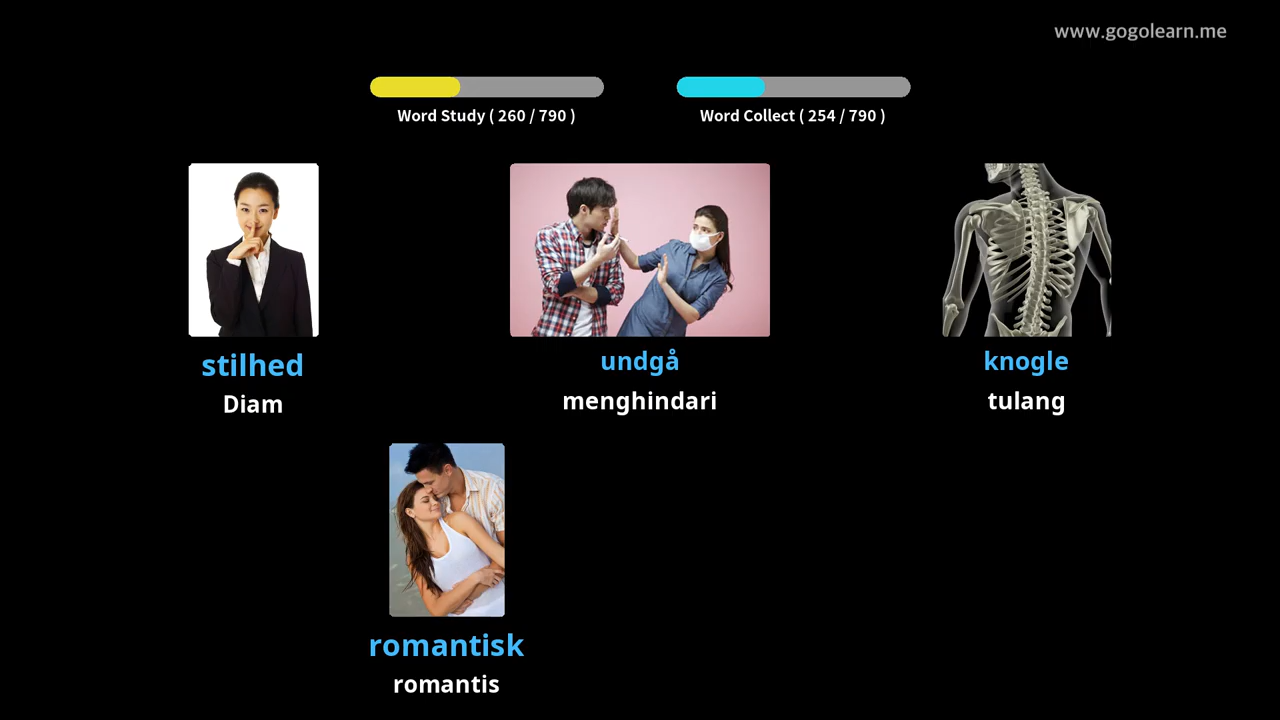 www.gogolearn.me
Word Study ( 260 / 790 )
Word Collect ( 254 / 790 )
stilhed
Diam
undgå
menghindari
knogle
tulang
romantisk
romantis